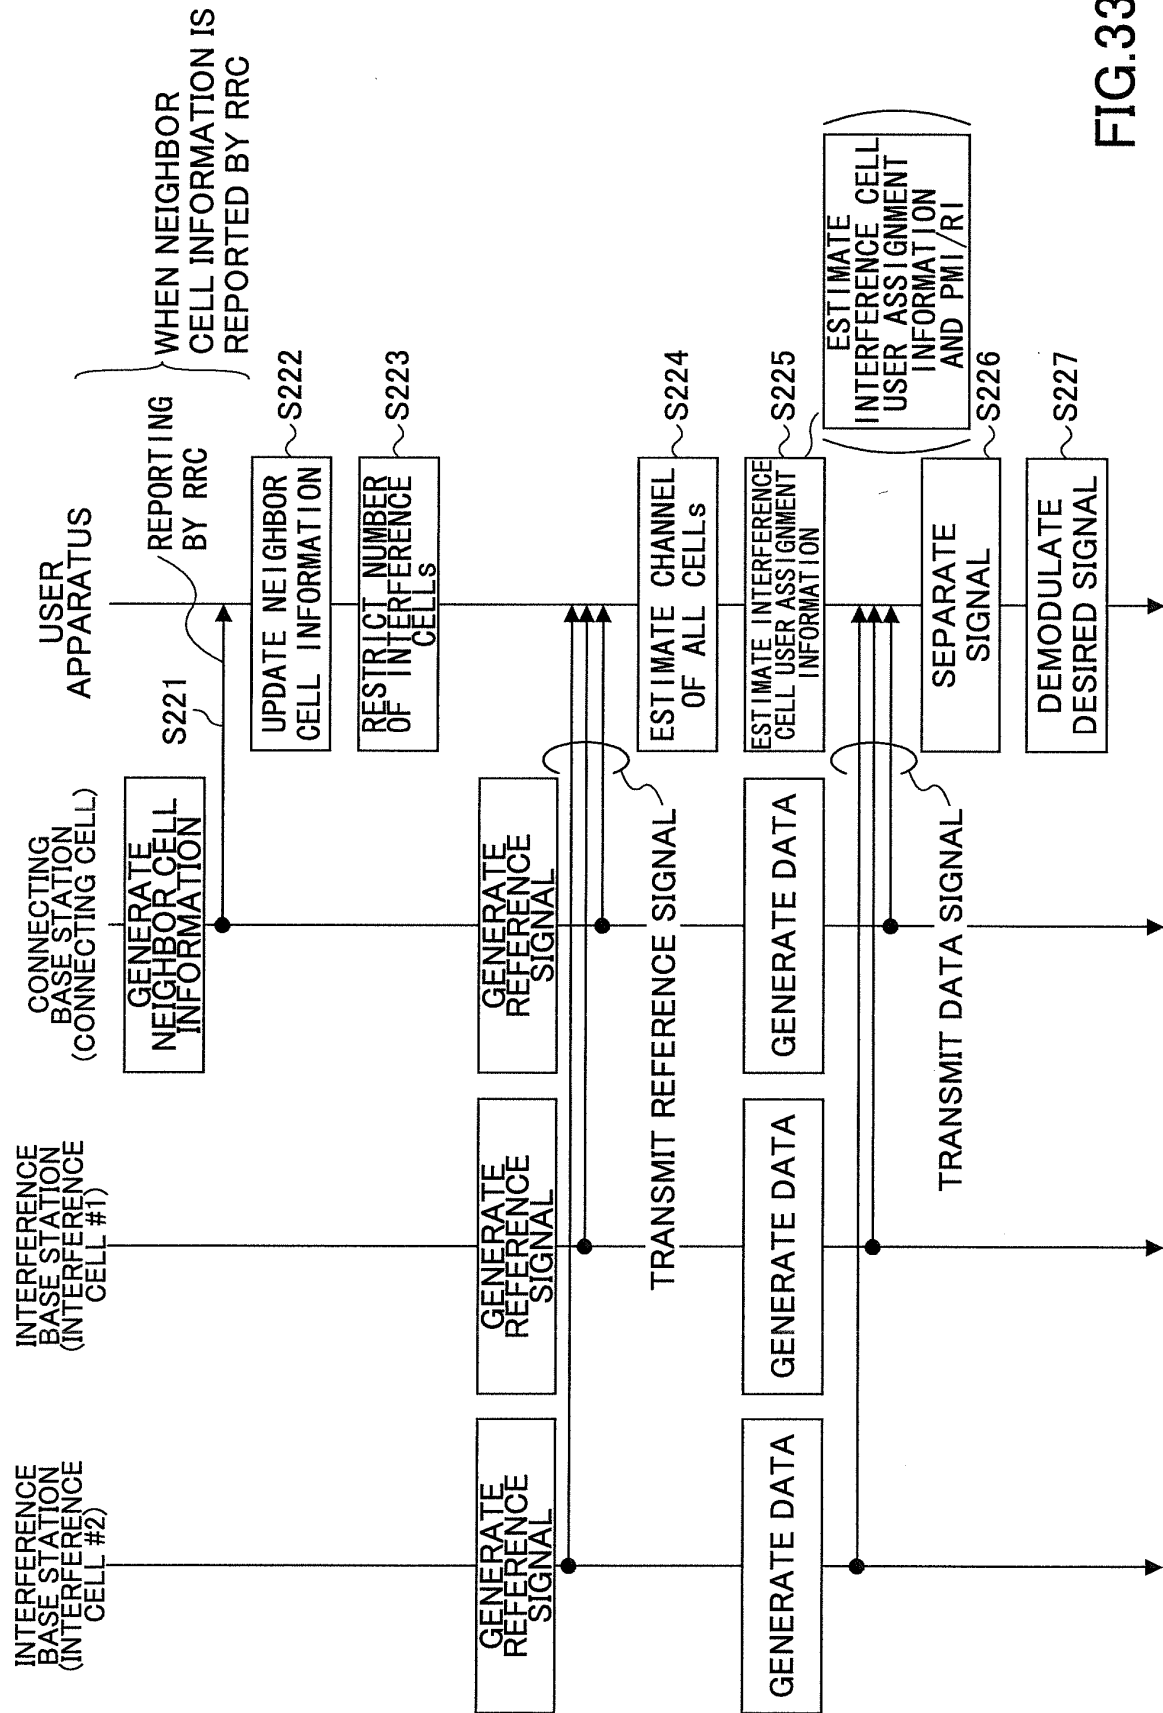 FIG.33
INTERFERENCE
BASE STATION
(INTERFERENCE
CELL #2)
INTERFERENCE
BASE STATION
(INTERFERENCE
CELL #1)
CONNECTING
BASE STATION
(CONNECTING CELL)
USER
APPARATUS
GENERATE
NEIGHBOR CELL
INFORMATION
S221
REPORTING
BY RRC
WHEN NEIGHBOR
CELL INFORMATION IS
REPORTED BY RRC
UPDATE NEIGHBOR
CELL INFORMATION
S222
RESTRICT NUMBER
OF INTERFERENCE
CELLs
S223
GENERATE
REFERENCE
SIGNAL
GENERATE
REFERENCE
SIGNAL
GENERATE
REFERENCE
SIGNAL
TRANSMIT REFERENCE SIGNAL
ESTIMATE CHANNEL
OF ALL CELLs
S224
GENERATE DATA
GENERATE DATA
GENERATE DATA
ESTIMATE INTERFERENCE
CELL USER ASSIGNMENT
INFORMATION
S225
ESTIMATE
INTERFERENCE CELL
USER ASSIGNMENT
INFORMATION
AND PMI/RI
TRANSMIT DATA SIGNAL
SEPARATE
SIGNAL
S226
DEMODULATE
DESIRED SIGNAL
S227